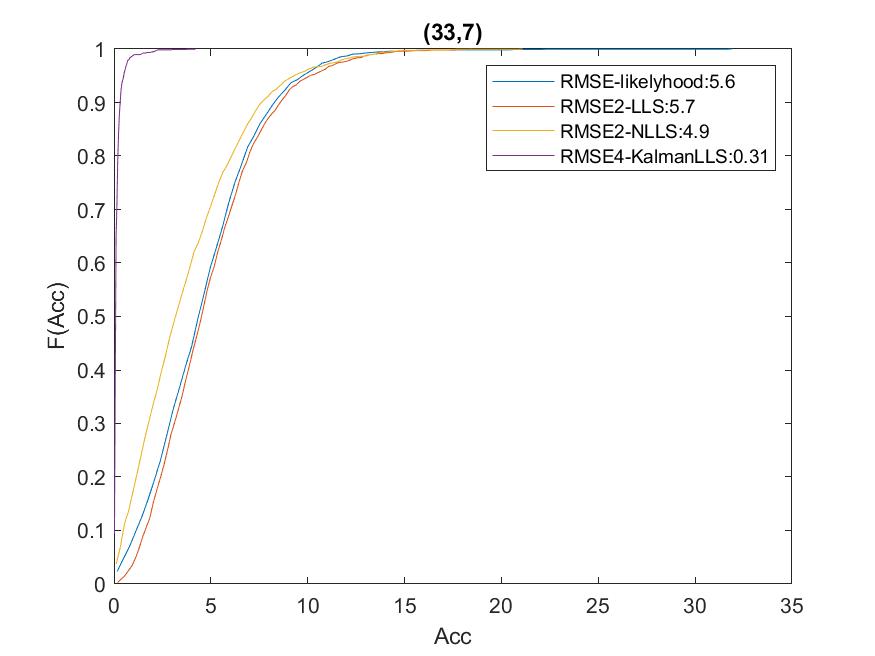 (33,7)
1
0.9
0.8
0.7
0.6
0.5
0.4
0.3
0.2
0.1
0
F(Acc)
RMSE-likelyhood:5.6
RMSE2-LLS:5.7
RMSE2-NLLS:4.9
RMSE4-KalmanLLS:0.31
0 5 10 15 20 25 30 35
Acc